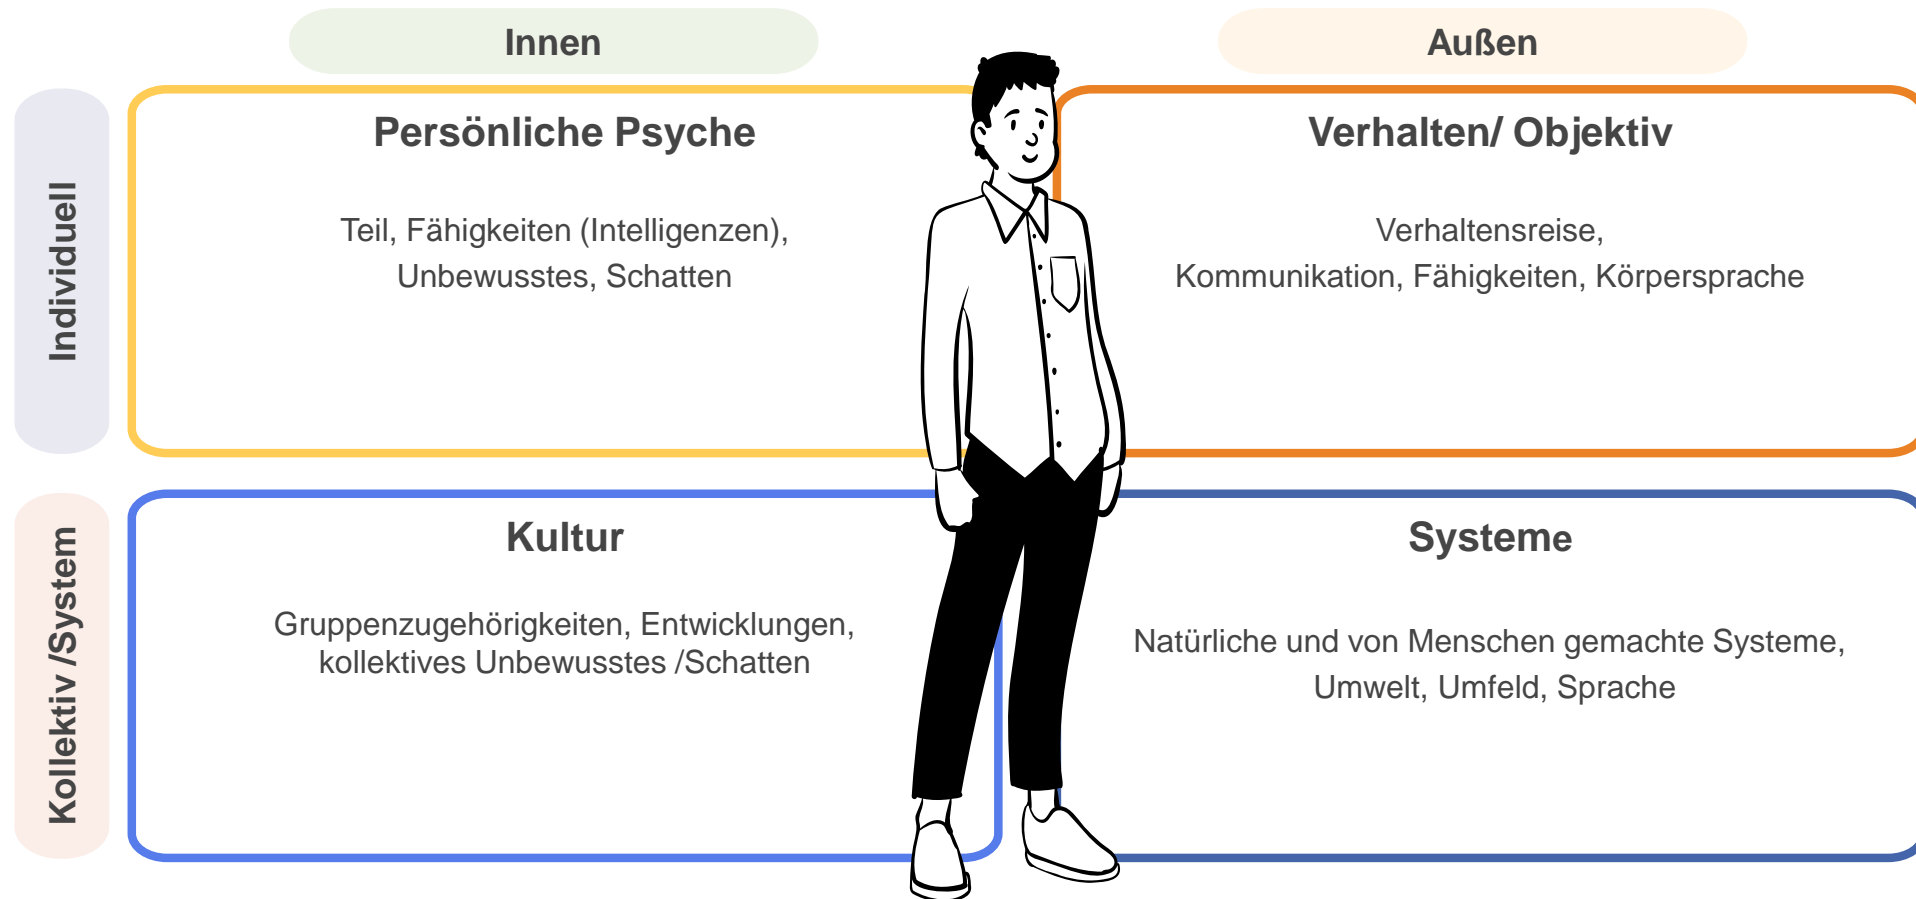 Innen
Außen
Individuell
Persönliche Psyche
Teil, Fähigkeiten (Intelligenzen),
Unbewusstes, Schatten
Verhalten/ Objektiv
Verhaltensreise,
Kommunikation, Fähigkeiten, Körpersprache
Kollektiv /System
Kultur
Gruppenzugehörigkeiten, Entwicklungen,
kollektives Unbewusstes /Schatten
Systeme
Natürliche und von Menschen gemachte Systeme,
Umwelt, Umfeld, Sprache